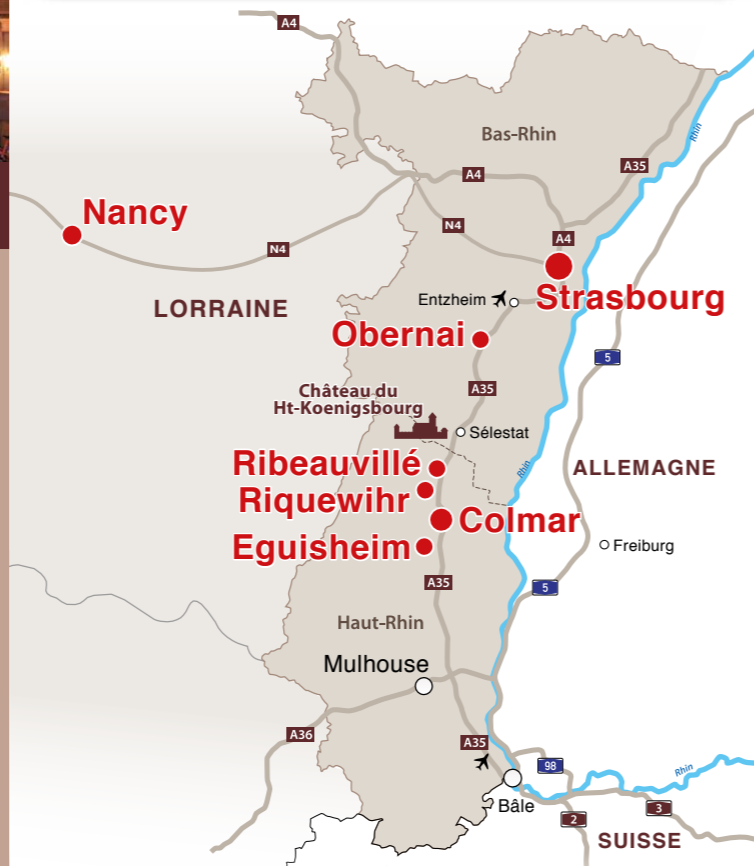 A4
Bas-Rhin
Rhin
A35
A4
Nancy
N4
N4
A4
LORRAINE
Entzheim
Strasbourg
Obernai
5
A35
Château du
Ht-Koenigsbourg
Sélestat
Ribeauvillé
Rhin
ALLEMAGNE
Riquewihr
Colmar
Eguisheim
Freiburg
A35
5
Haut-Rhin
Mulhouse
A36
A35
98
Rhin
Bâle
3
2
SUISSE